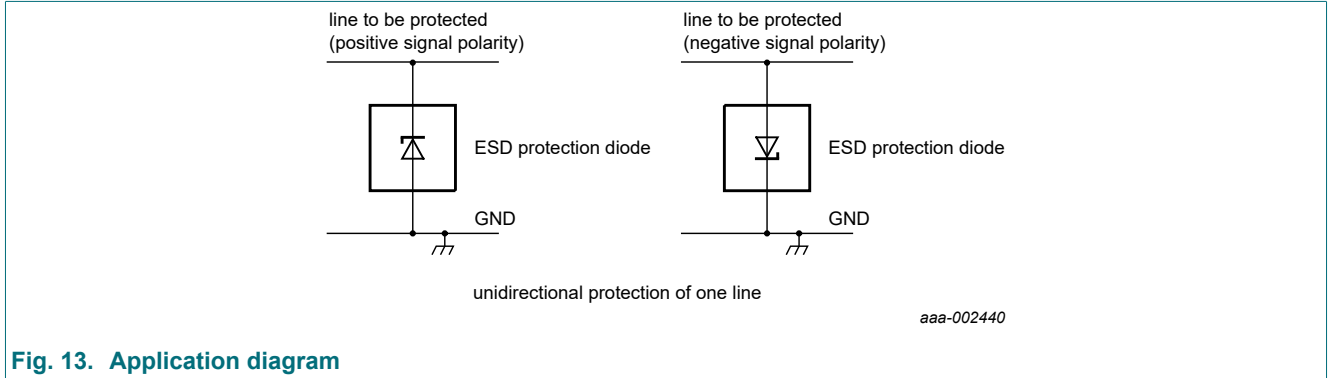 line to be protected
(positive signal polarity)
line to be protected
(negative signal polarity)
ESD protection diode
ESD protection diode
GND
GND
unidirectional protection of one line
aaa-002440
Fig. 13. Application diagram